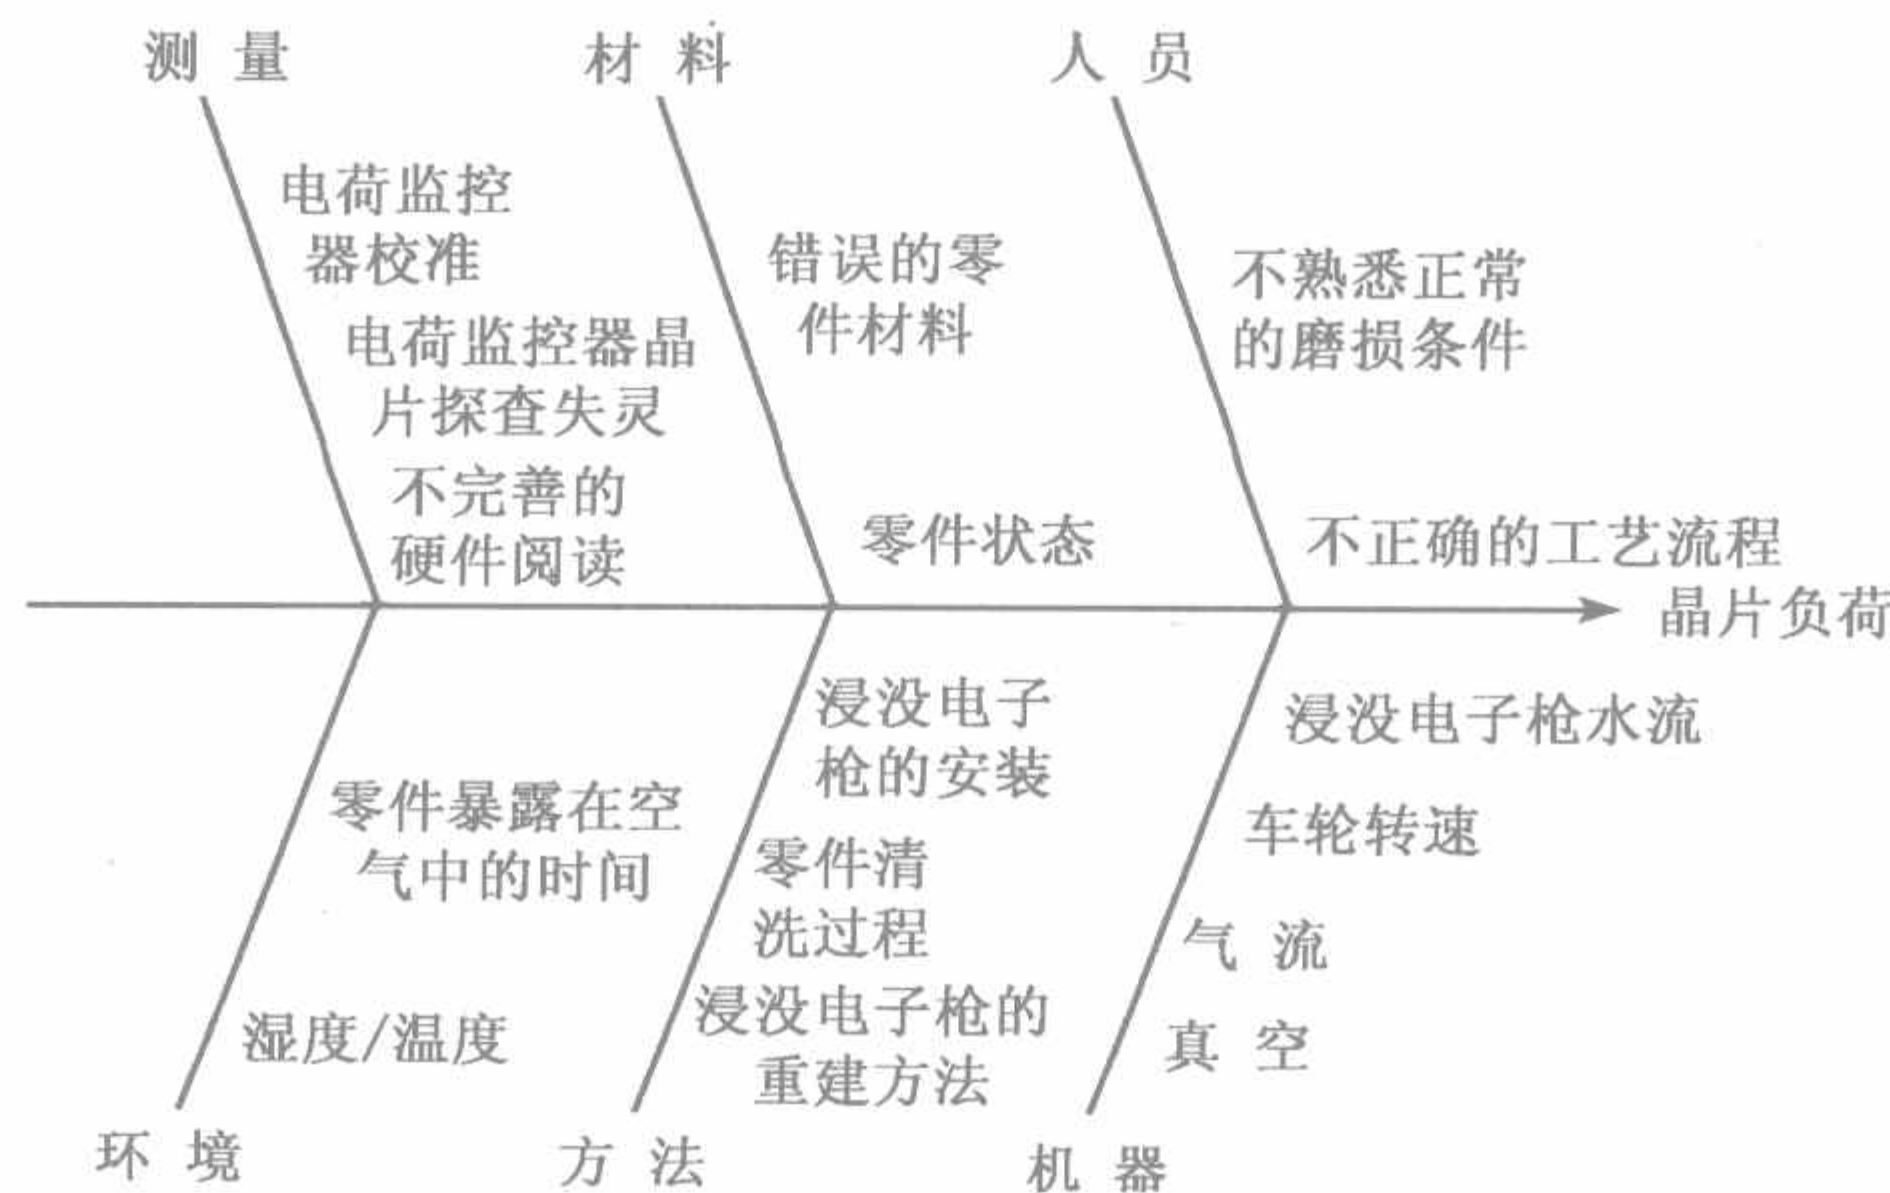 测 量
材 料
人 员
电荷监控
器校准
电荷监控器晶
片探查失灵
不完善的
硬件阅读
错误的零
件材料
零件状态
不熟悉正常
的磨损条件
不正确的工艺流程
晶片负荷
零件暴露在空
气中的时间
湿度/温度
浸没电子
枪的安装
零件清
洗过程
浸没电子枪的
重建方法
浸没电子枪水流
车轮转速
气 流
真 空
环 境
方 法
机 器